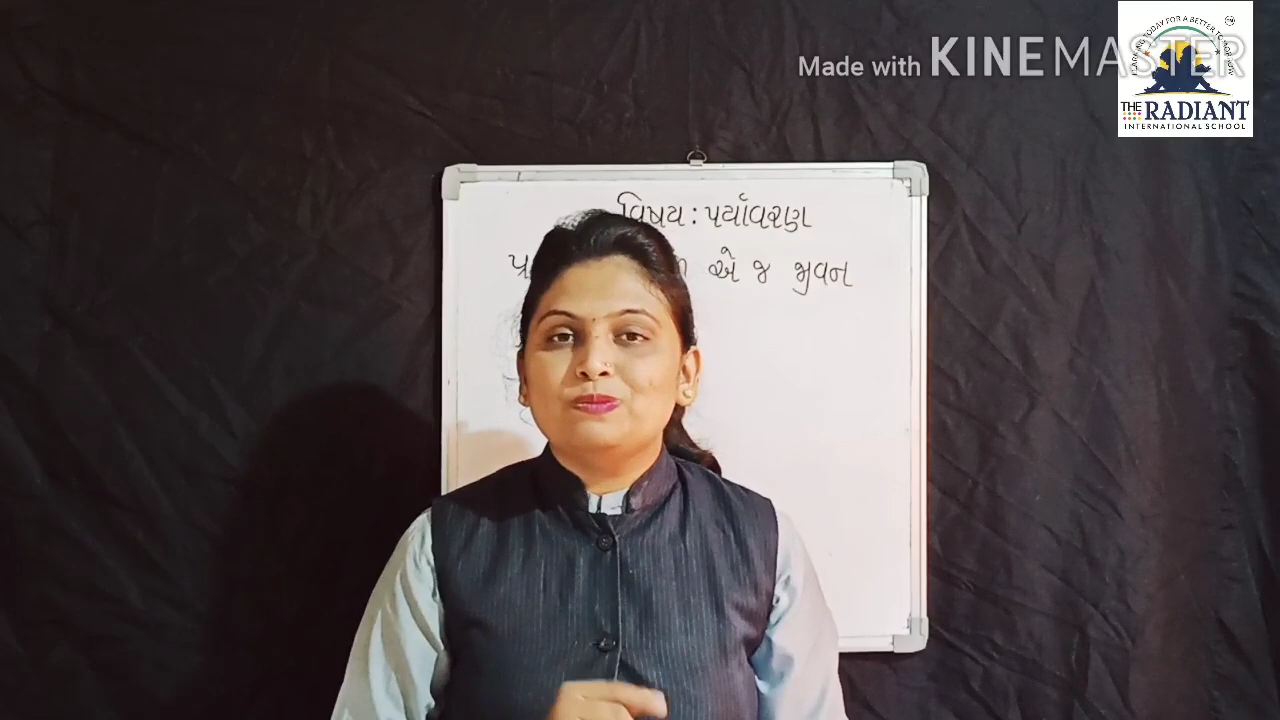 Made with KINEMASTER
THE RADIANT
INTERNATIONAL SCHOOL
વિષય : પર્યાવરણ
એ જ જીવન